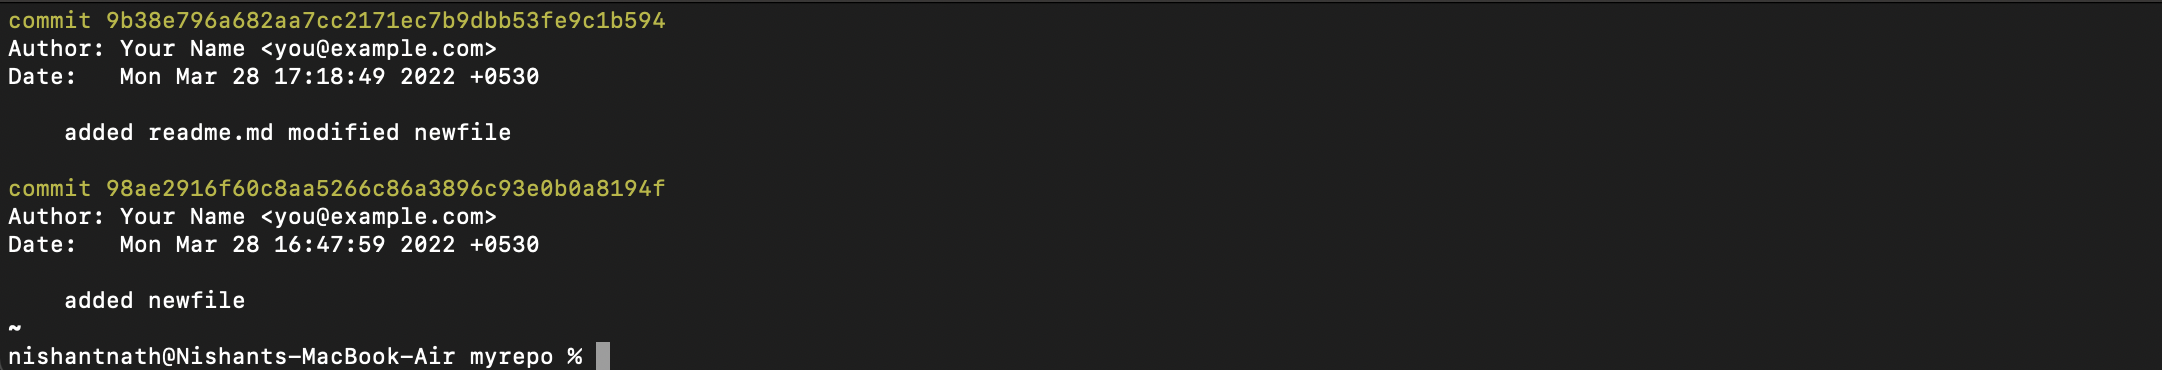 commit 9b38e796a682aa7cc2171ec7b9dbb53fe9c1b594
Author: Your Name <you@example.com>
Date:   Mon Mar 28 17:18:49 2022 +0530
added readme.md modified newfile
commit 98ae2916f60c8aa5266c86a3896c93e0b0a8194f
Author: Your Name <you@example.com>
Date:   Mon Mar 28 16:47:59 2022 +0530
added newfile
~
nishantnath@Nishants-MacBook-Air myrepo %